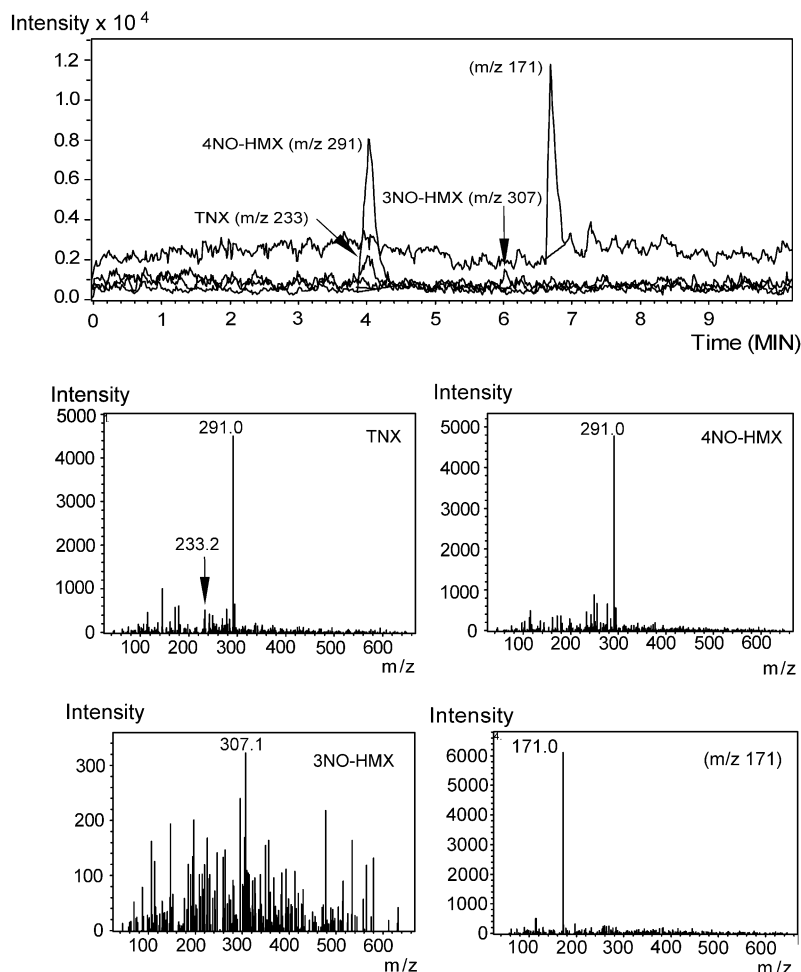 Intensity x 10 4
1.2
1.0
0.8
0.6
0.4
0.2
0.0
(m/z 171)
4NO-HMX (m/z 291)
3NO-HMX (m/z 307)
TNX (m/z 233)
0 1 2 3 4 5 6 7 8 9
Time (MIN)
Intensity
5000
4000
3000
2000
1000
0
291.0
TNX
233.2
100 200 300 400 500 600
m/z
Intensity
5000
4000
3000
2000
1000
0
291.0
4NO-HMX
100 200 300 400 500 600
m/z
Intensity
300
200
100
0
307.1
3NO-HMX
100 200 300 400 500 600
m/z
Intensity
4.
6000
5000
4000
3000
2000
1000
0
171.0
(m/z 171)
100 200 300 400 500 600
m/z